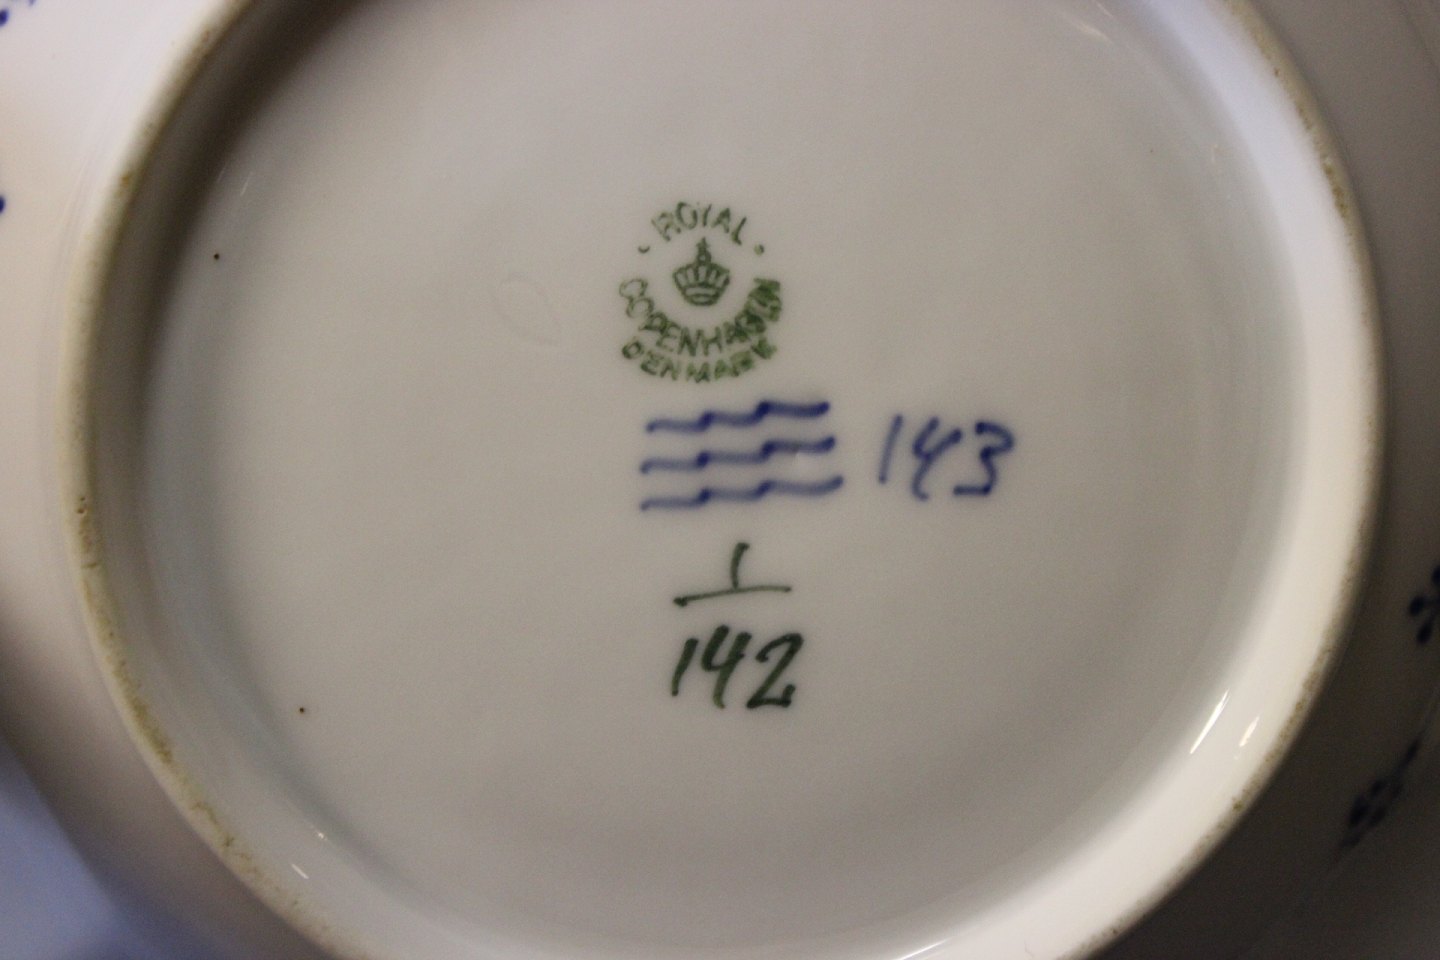 ROYAL
COPENHAGEN
DENMARK
143
1
142